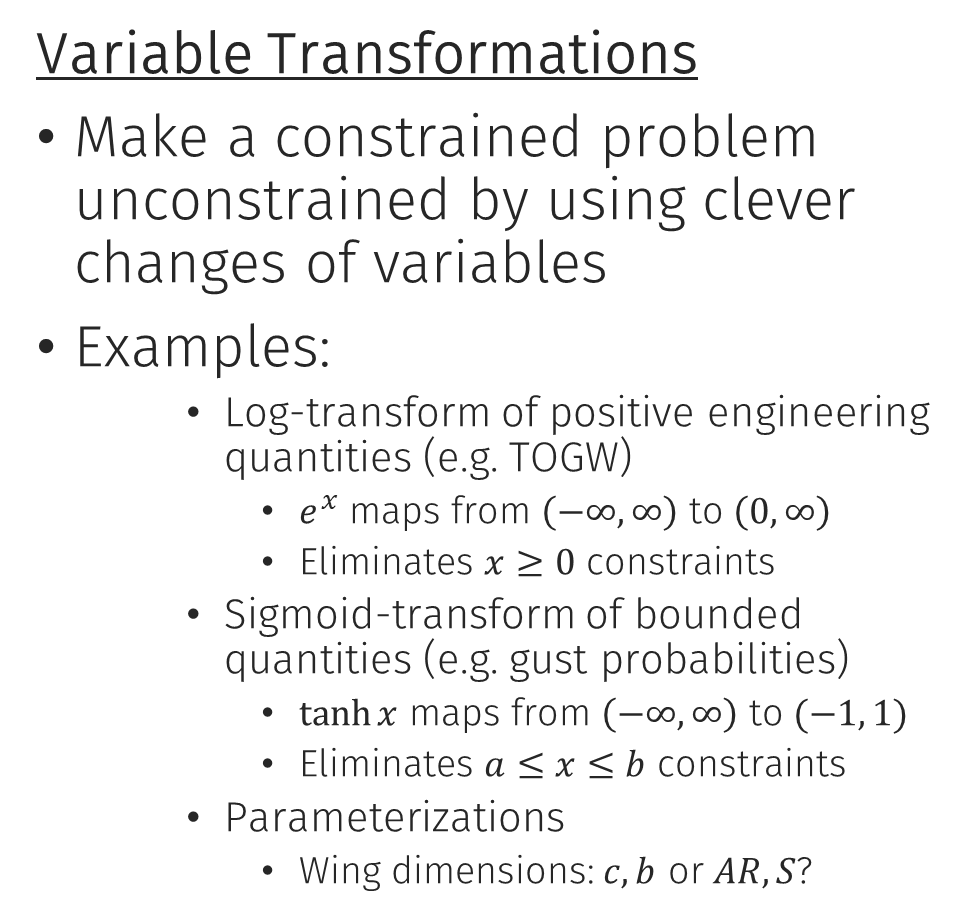 Variable Transformations
• Make a constrained problem
unconstrained by using clever
changes of variables
• Examples:
• Log-transform of positive engineering
quantities (e.g. TOGW)
• eˣ maps from (−∞, ∞) to (0, ∞)
• Eliminates x ≥ 0 constraints
• Sigmoid-transform of bounded
quantities (e.g. gust probabilities)
• tanh x maps from (−∞, ∞) to (−1, 1)
• Eliminates a ≤ x ≤ b constraints
• Parameterizations
• Wing dimensions: c, b or AR, S?